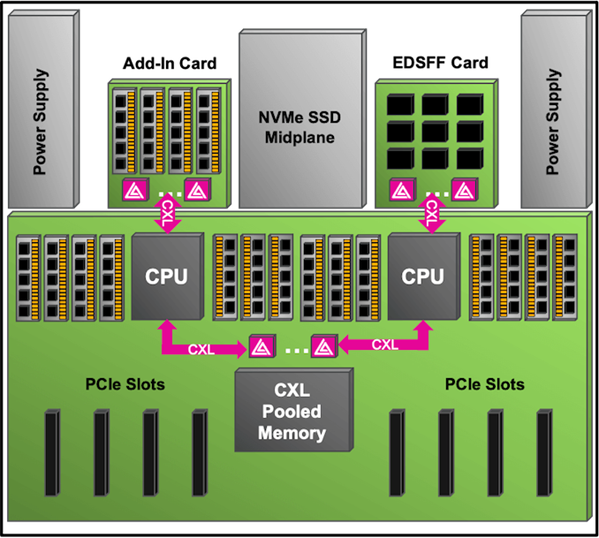 Power Supply
Add-In Card
NVMe SSD
Midplane
EDSFF Card
Power Supply
...
...
CXL
CXL
CPU
CPU
CXL
...
CXL
PCIe Slots
CXL
Pooled
Memory
PCIe Slots